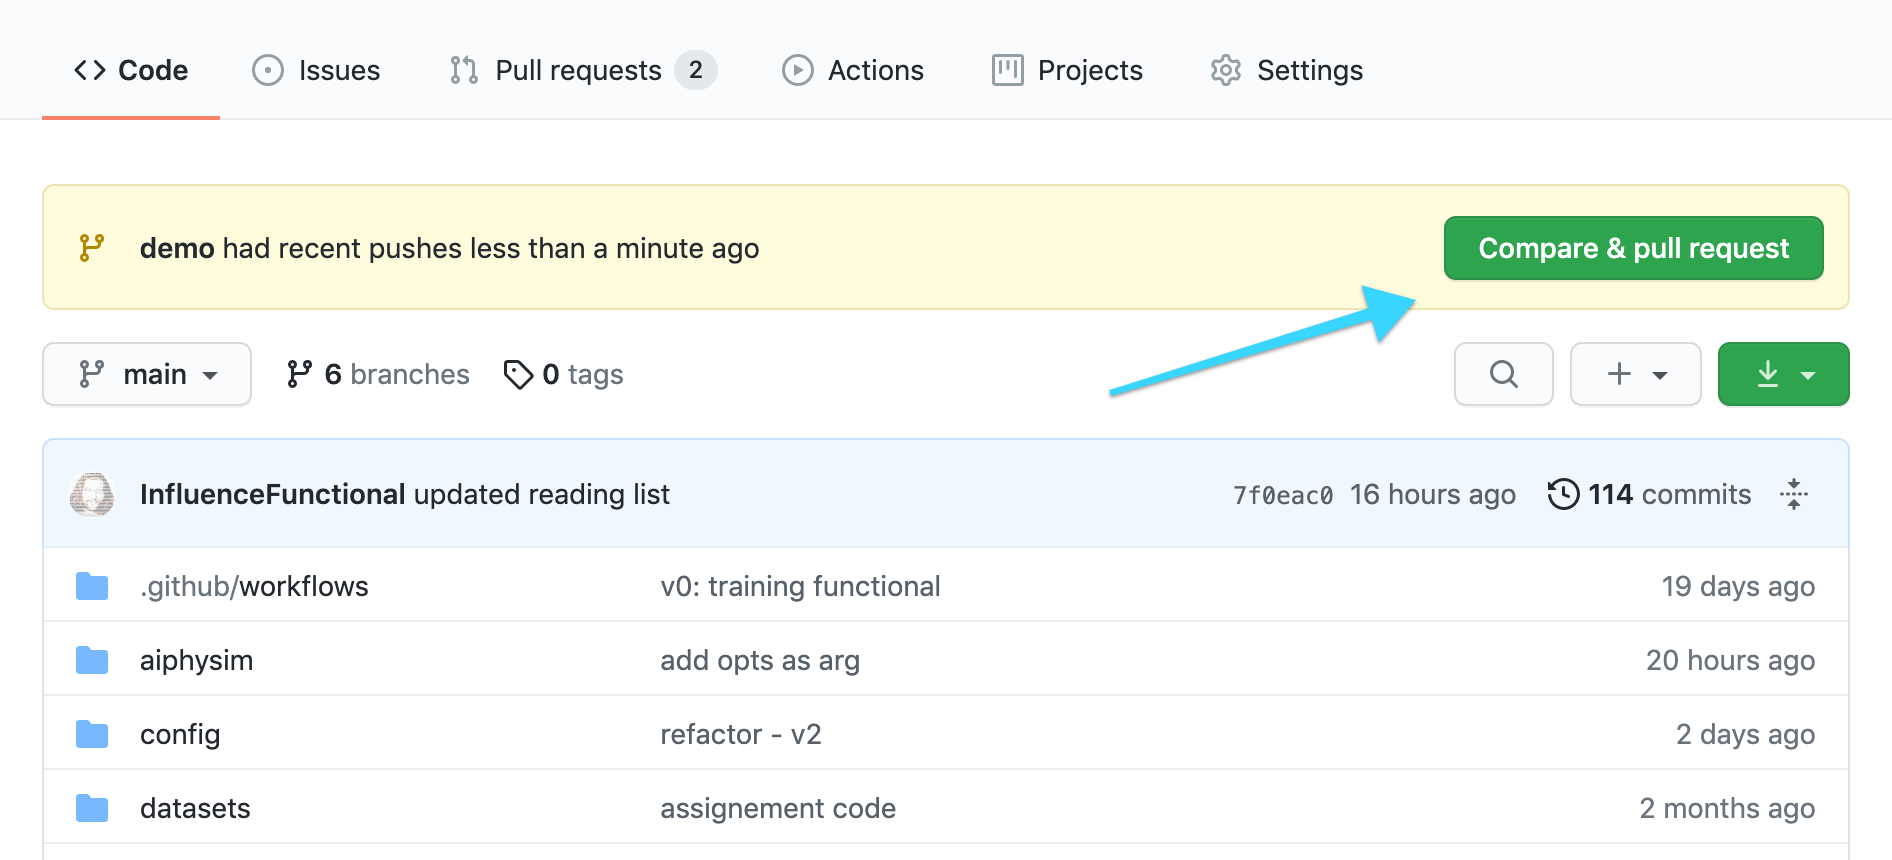 Code Issues Pull requests 2 Actions Projects Settings
demo had recent pushes less than a minute ago Compare & pull request
main 6 branches 0 tags
InfluenceFunctional updated reading list 7f0eac0 16 hours ago 114 commits
.github/workflows v0: training functional 19 days ago
aiphysim add opts as arg 20 hours ago
config refactor - v2 2 days ago
datasets assignement code 2 months ago